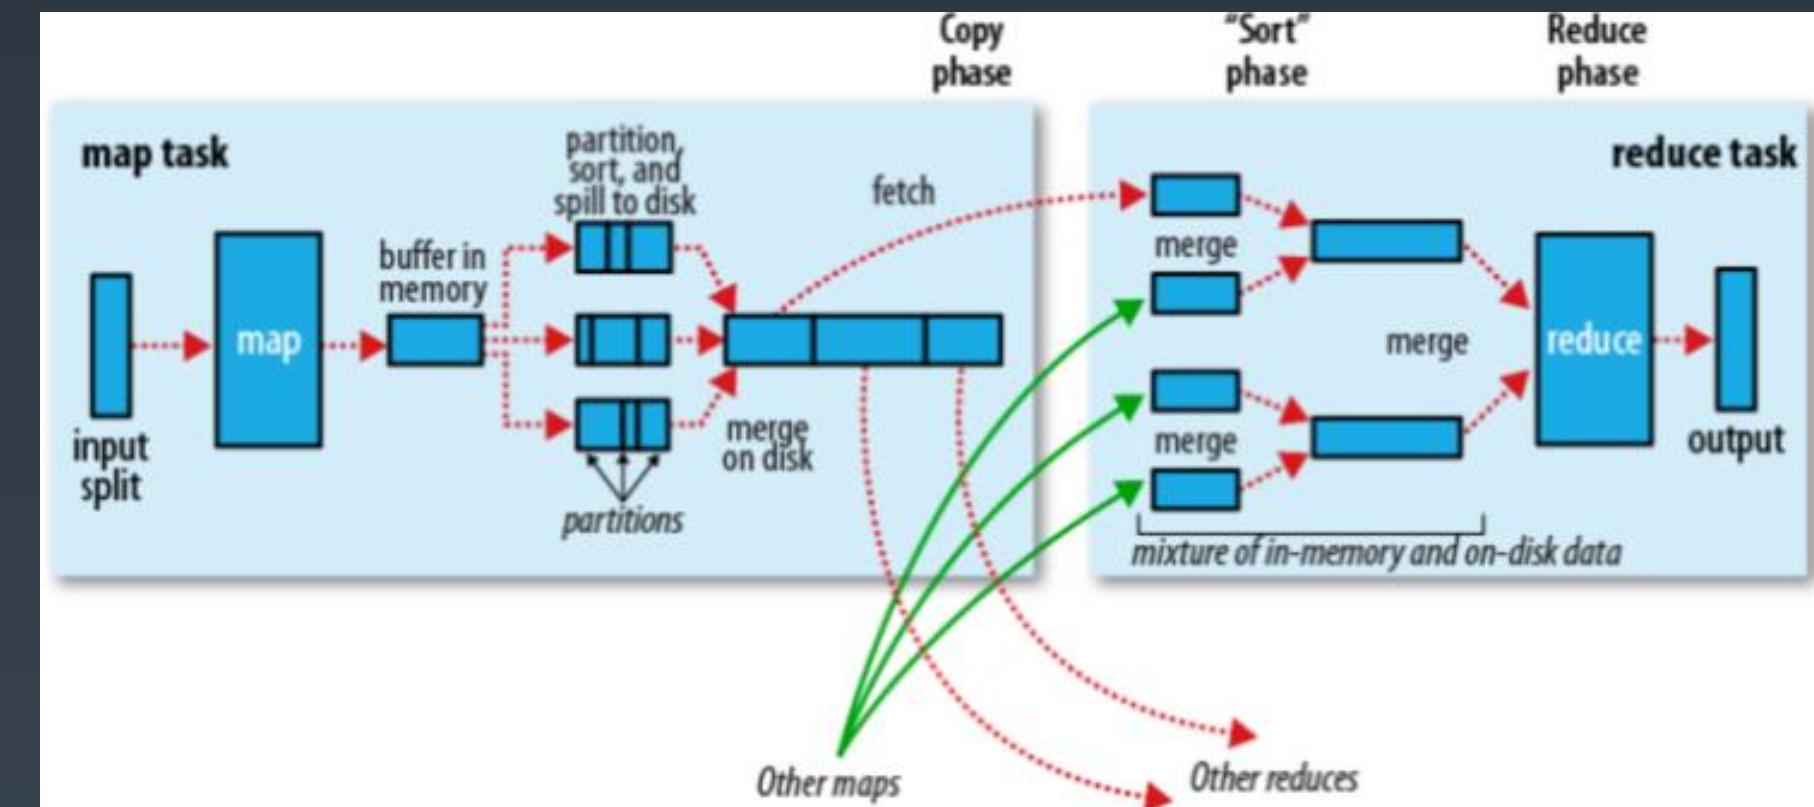 Copy
phase
“Sort”
phase
Reduce
phase
map task
partition,
sort, and
spill to disk
fetch
buffer in
memory
map
input
split
merge
on disk
partitions
reduce task
merge
merge
merge
reduce
output
mixture of in-memory and on-disk data
Other maps
Other reduces